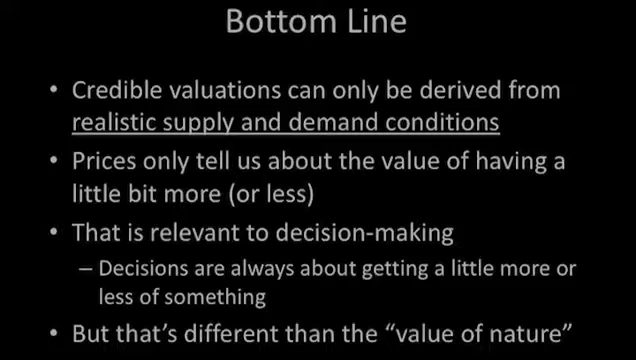 Bottom Line
• Credible valuations can only be derived from
realistic supply and demand conditions
• Prices only tell us about the value of having a
little bit more (or less)
• That is relevant to decision-making
– Decisions are always about getting a little more or
less of something
• But that's different than the “value of nature”